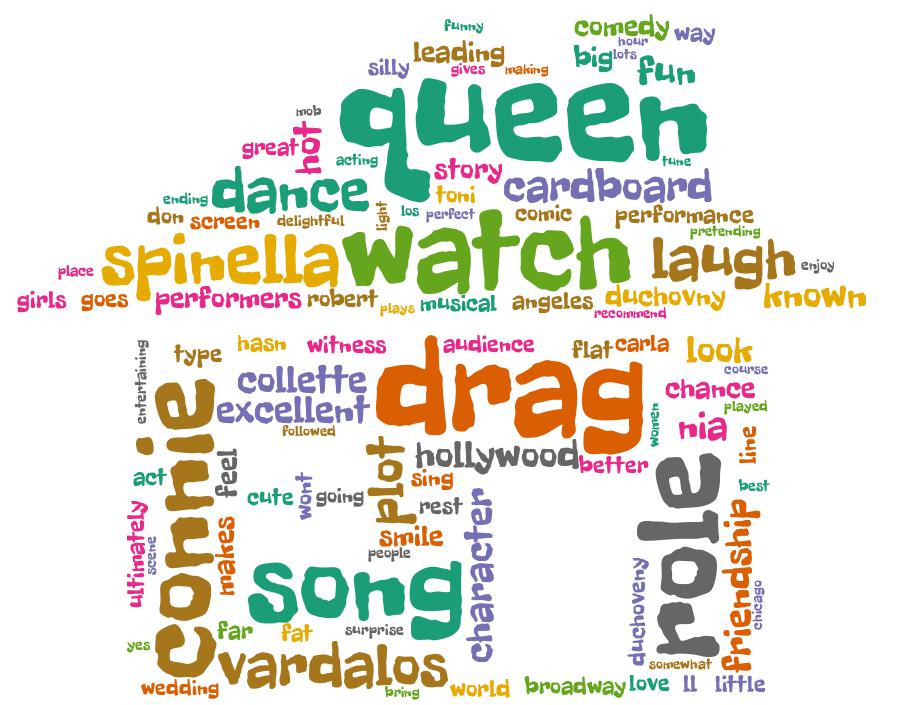 funny
comedy way
hour
leading
big lots
silly gives making fun
queen
mob
great hot
acting story tune
dance toni cardboard
ending
don screen delightful light los perfect comic performance
pretending
spinella watch laugh enjoy
place
girls goes performers robert plays musical angeles duchovny known
recommend
entertaining type hasn witness audience flat carla look
course
collette drag chance
excellent played
followed women nia line
connie plot hollywood better
act feel sing best
cute wont going rest role
ultimately scene makes smile character friendship
people
song duchoveny chicago
far fat surprise
yes vardalos somewhat
wedding bring world broadway love ll little